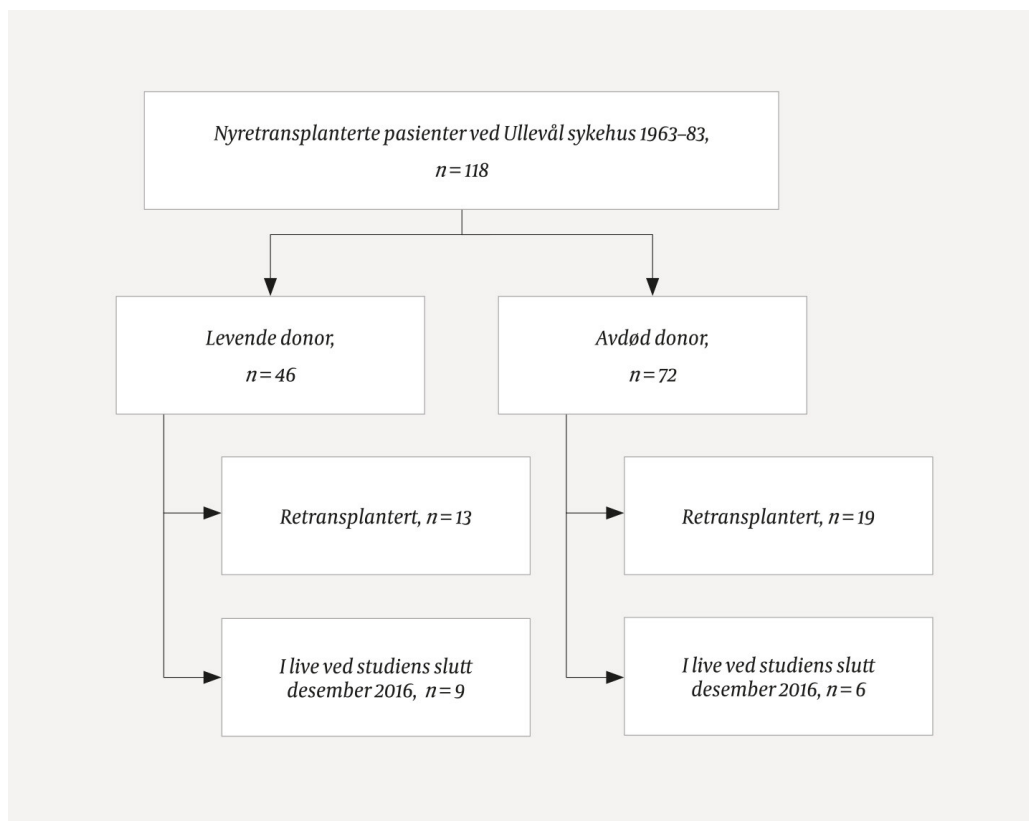 Nyretransplanterte pasienter ved Ullevål sykehus 1963–83,
n = 118
Levende donor,
n = 46
Avdød donor,
n = 72
Retransplantert, n = 13
Retransplantert, n = 19
I live ved studiens slutt
desember 2016, n = 9
I live ved studiens slutt
desember 2016, n = 6